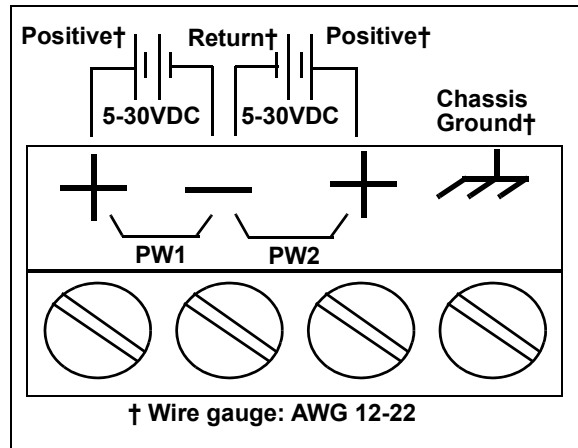 Positive† Return† Positive†
5-30VDC 5-30VDC
Chassis
Ground†
PW1 PW2
† Wire gauge: AWG 12-22